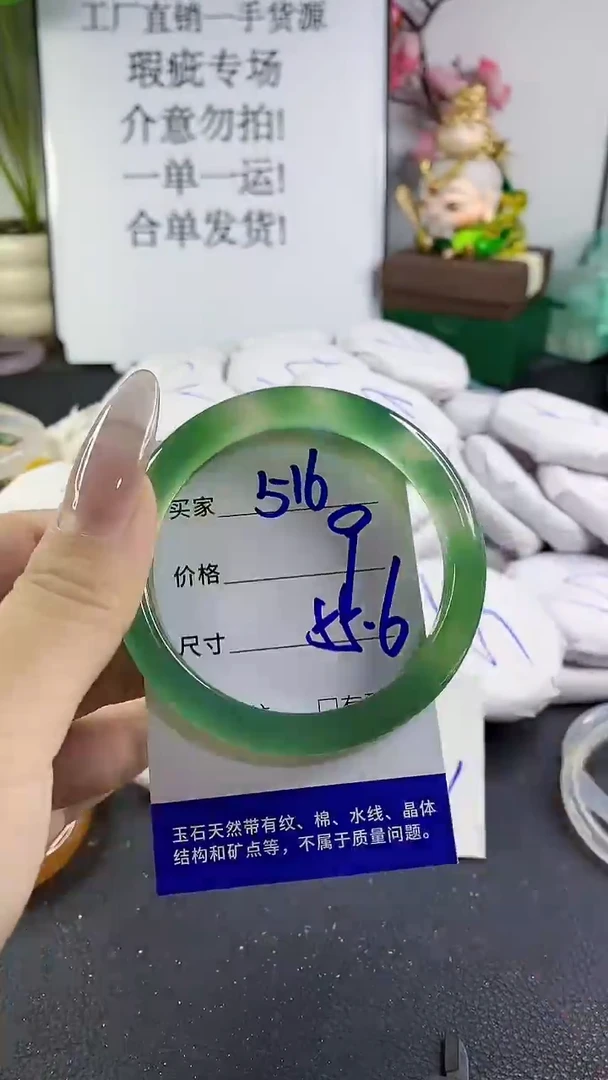 工厂直销一手货源
瑕疵专场
介意勿拍!
一单一运!
合单发货!
买家 516
价格
尺寸 55.6
玉石天然带有纹、棉、水线、晶体
结构和矿点等，不属于质量问题。